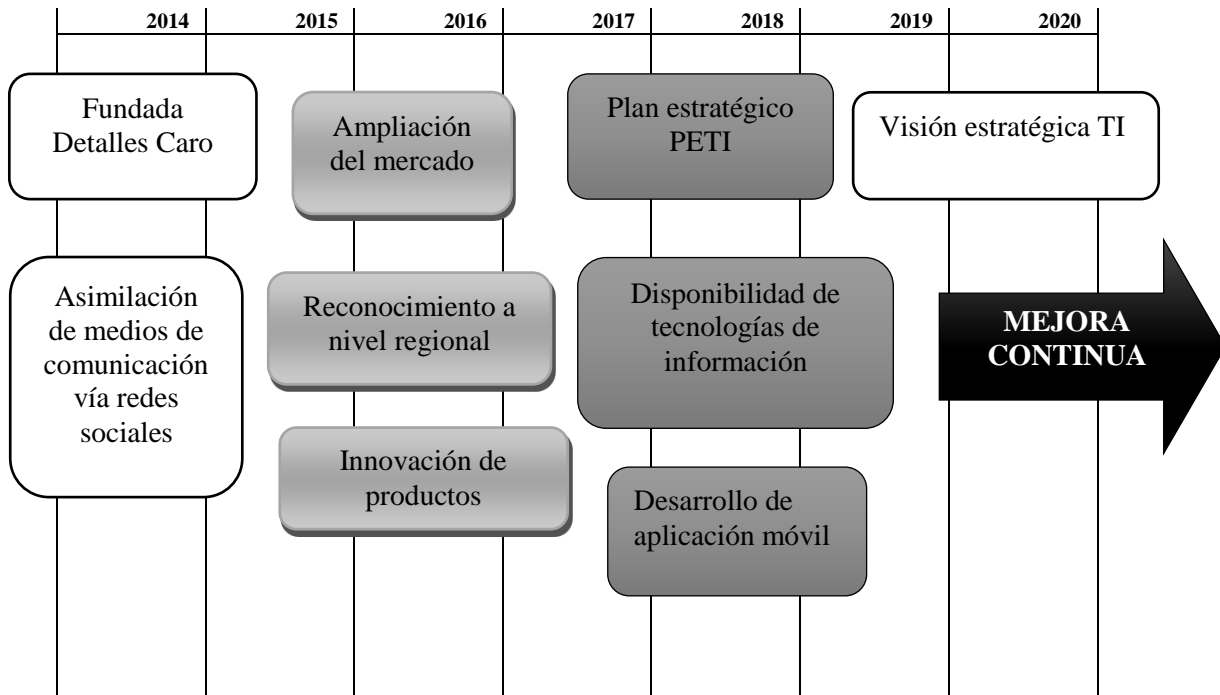 2014 2015 2016 2017 2018 2019 2020
Fundada
Detalles Caro
Ampliación
del mercado
Plan estratégico
PETI
Visión estratégica TI
Asimilación
de medios de
comunicación
vía redes
sociales
Reconocimiento a
nivel regional
Disponibilidad de
tecnologías de
información
MEJORA
CONTINUA
Innovación de
productos
Desarrollo de
aplicación móvil